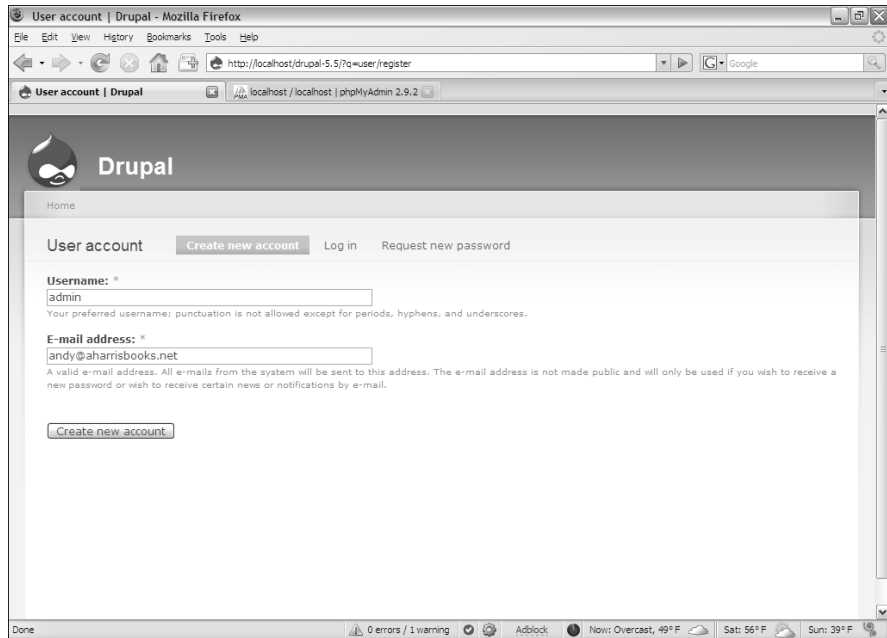 User account | Drupal - Mozilla Firefox
File Edit View History Bookmarks Tools Help
http://localhost/drupal-5.5/?q=user/register
G Google
User account | Drupal
localhost / localhost | phpMyAdmin 2.9.2
Drupal
Home
User account Create new account Log in Request new password
Username: *
admin
Your preferred username; punctuation is not allowed except for periods, hyphens, and underscores.
E-mail address: *
andy@aharrisbooks.net
A valid e-mail address. All e-mails from the system will be sent to this address. The e-mail address is not made public and will only be used if you wish to receive a
new password or wish to receive certain news or notifications by e-mail.
Create new account
Done 0 errors / 1 warning Adblock Now: Overcast, 49° F Sat: 56° F Sun: 39° F